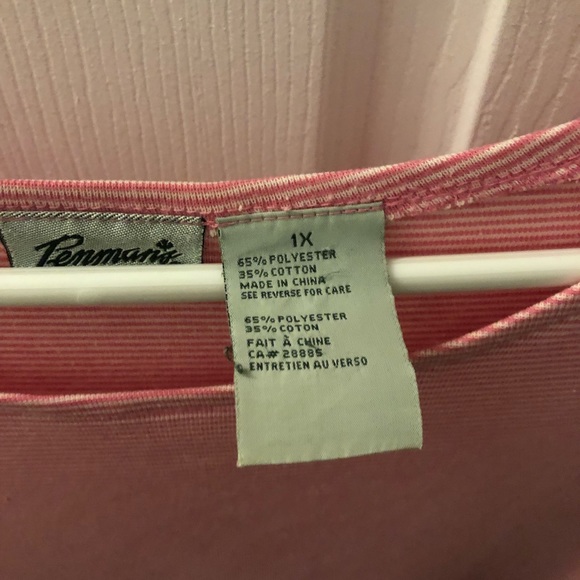 Penmans
1X
65% POLYESTER
35% COTTON
MADE IN CHINA
SEE REVERSE FOR CARE
65% POLYESTER
35% COTON
FAIT À CHINE
CA# 28885
ENTRETIEN AU VERSO